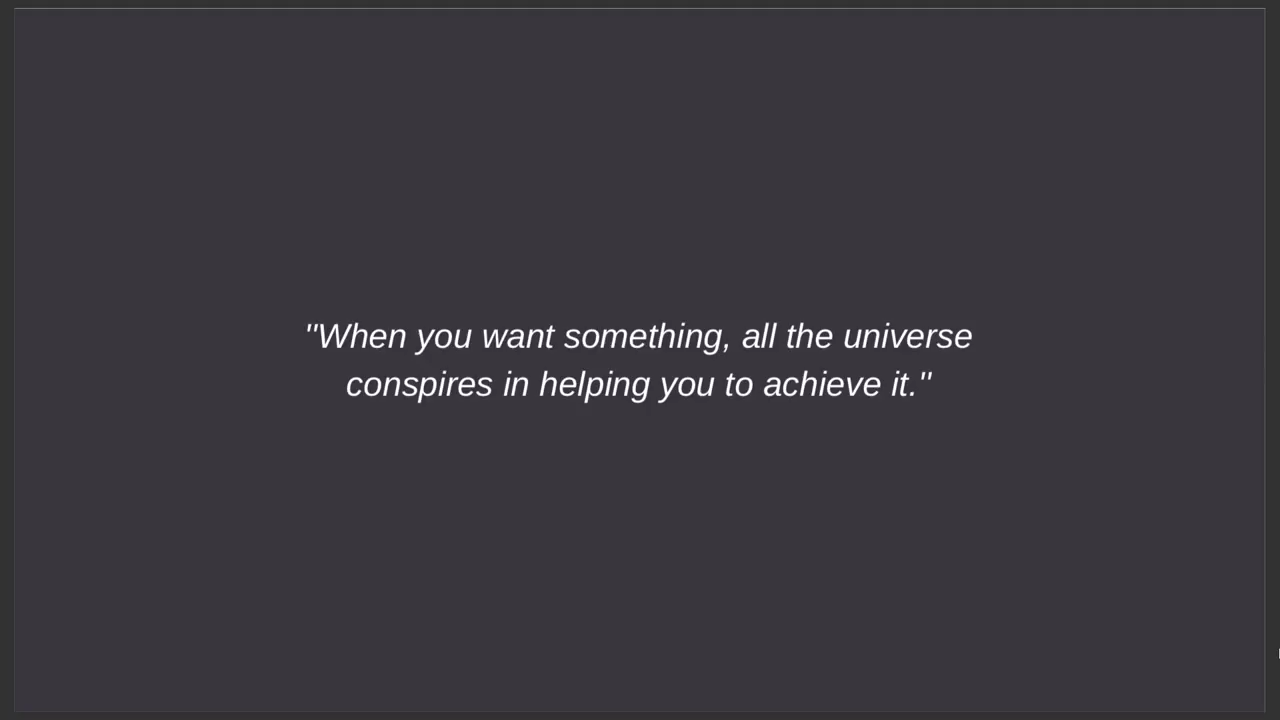 "When you want something, all the universe
conspires in helping you to achieve it."